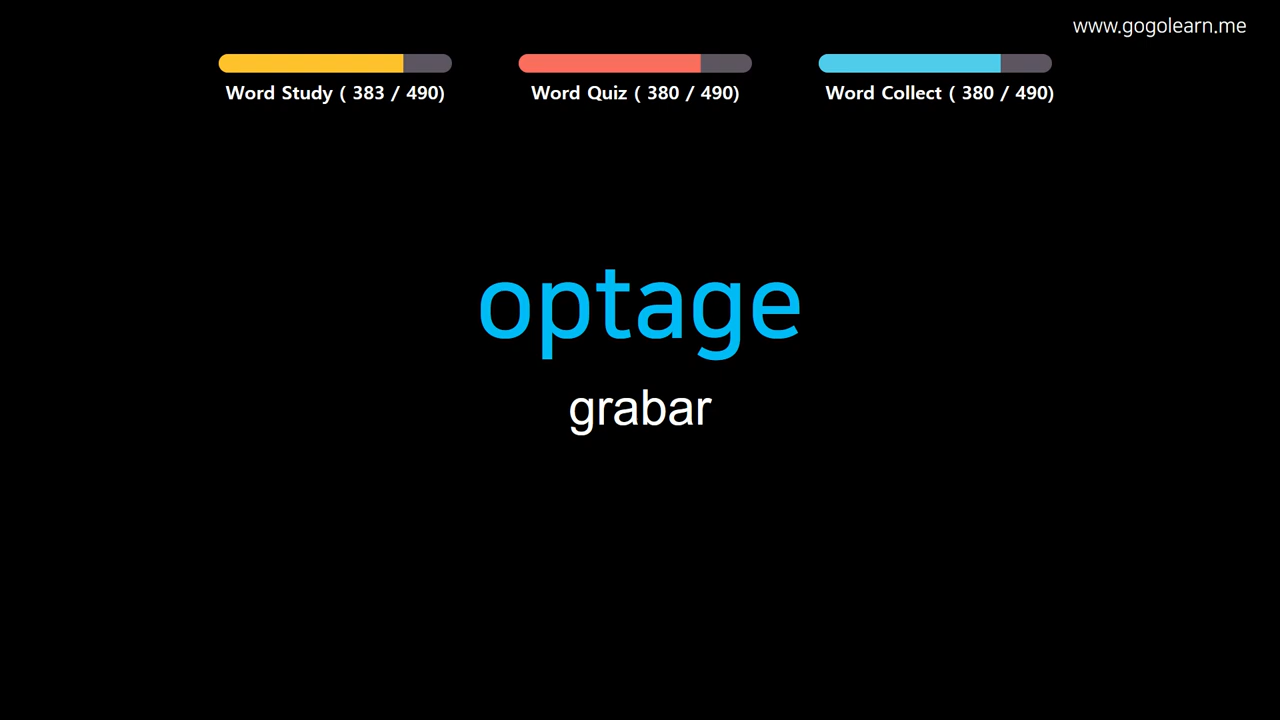 www.gogolearn.me
Word Study ( 383 / 490)
Word Quiz ( 380 / 490)
Word Collect ( 380 / 490)
optage
grabar